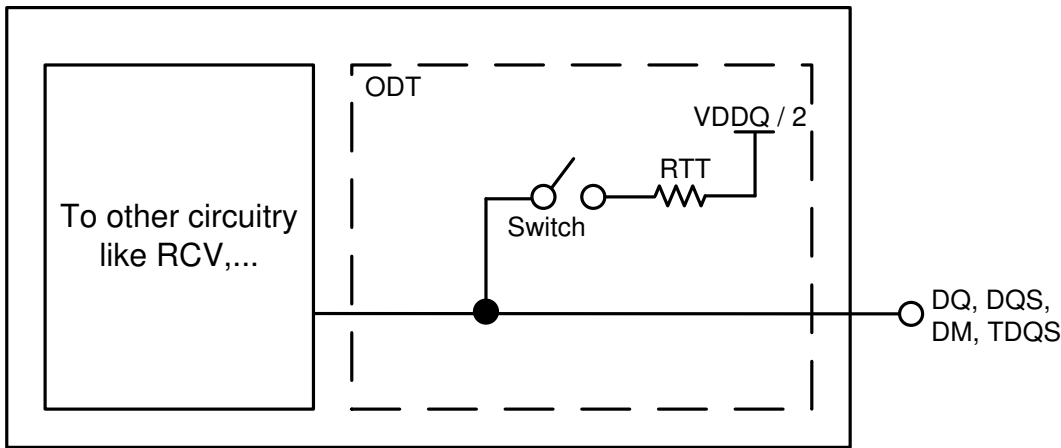 ODT
VDDQ / 2
RTT
Switch
To other circuitry
like RCV,...
DQ, DQS,
DM, TDQS